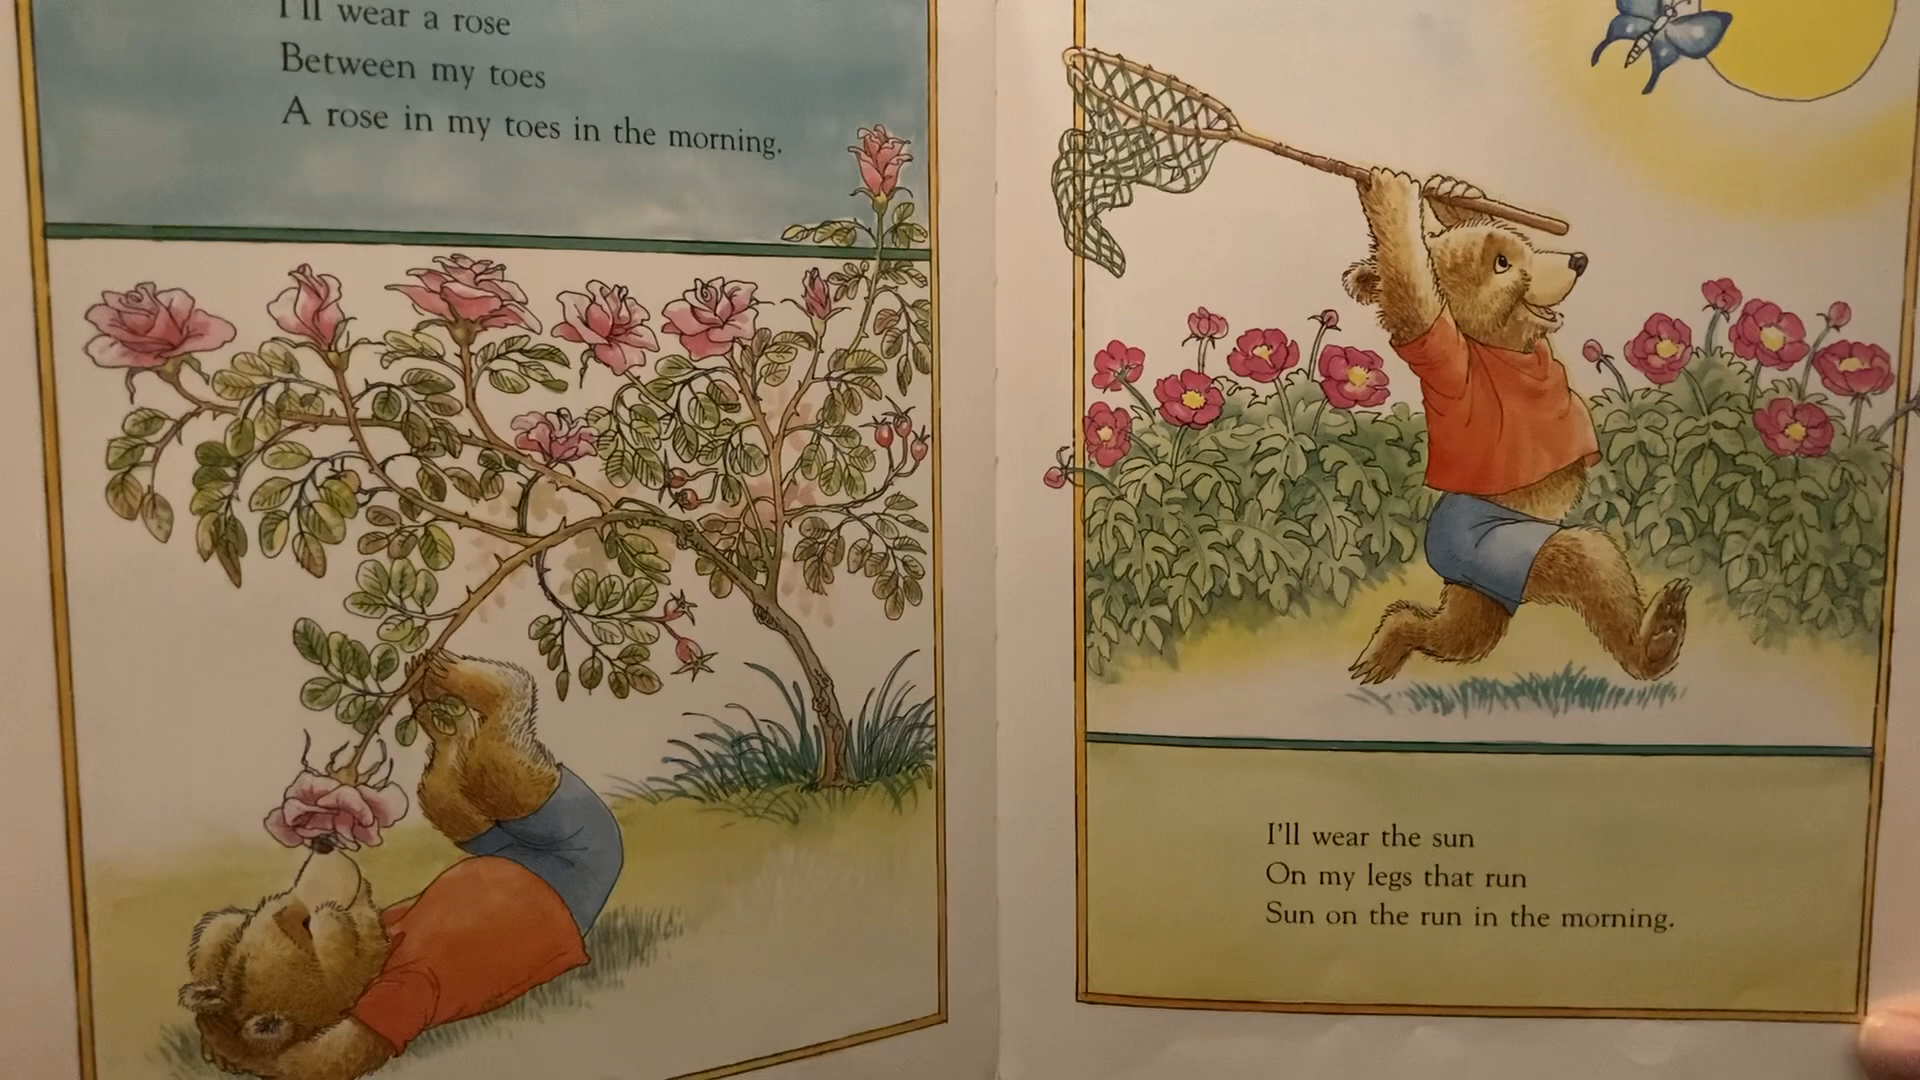 I'll wear a rose
Between my toes
A rose in my toes in the morning.
I'll wear the sun
On my legs that run
Sun on the run in the morning.